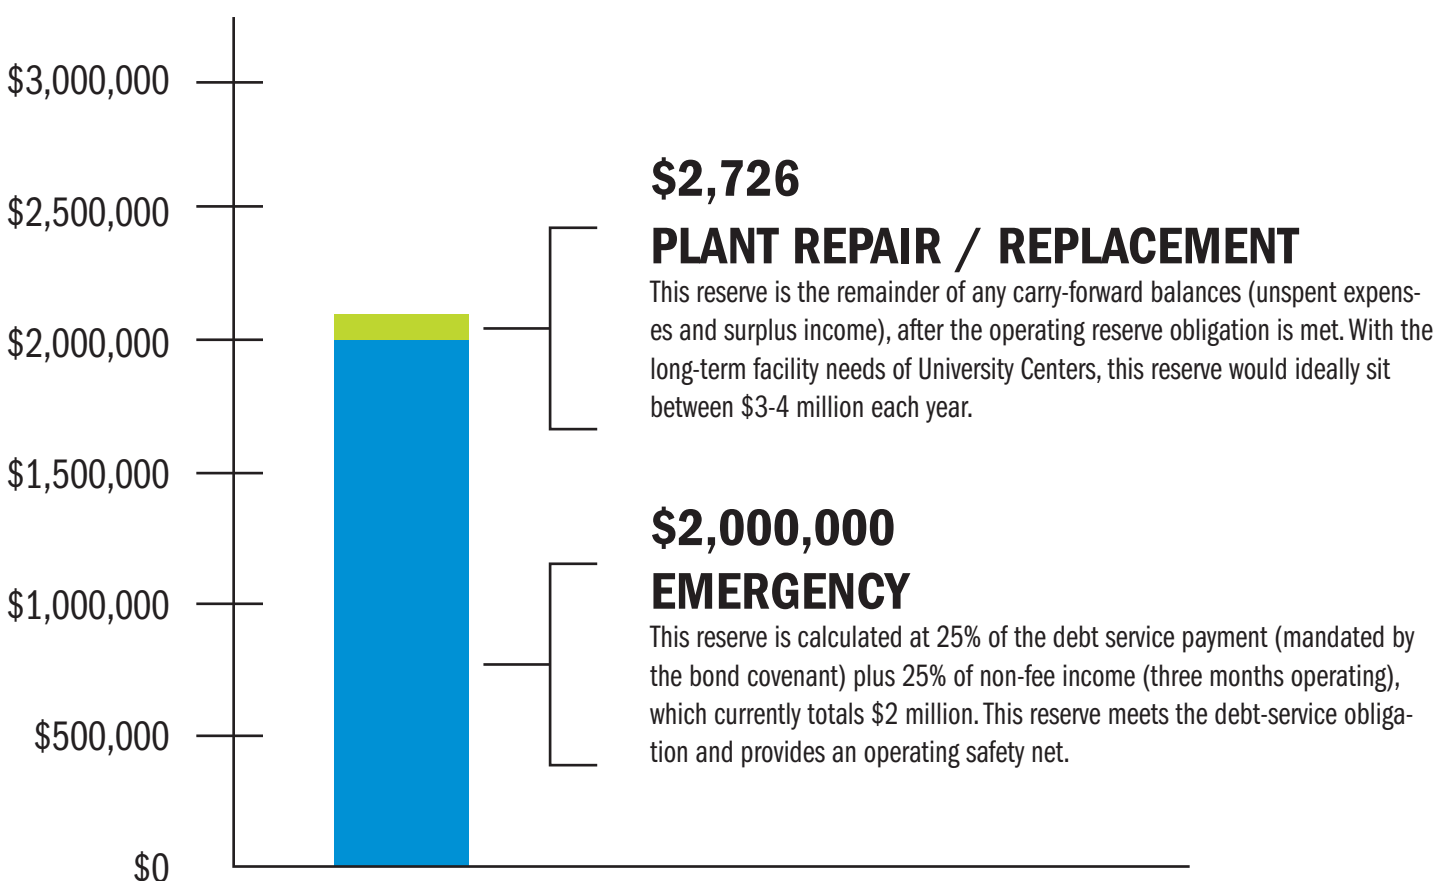 $3,000,000
$2,500,000
$2,000,000
$1,500,000
$1,000,000
$500,000
$0
$2,726
PLANT REPAIR / REPLACEMENT
This reserve is the remainder of any carry-forward balances (unspent expens-
es and surplus income), after the operating reserve obligation is met. With the
long-term facility needs of University Centers, this reserve would ideally sit
between $3-4 million each year.
$2,000,000
EMERGENCY
This reserve is calculated at 25% of the debt service payment (mandated by
the bond covenant) plus 25% of non-fee income (three months operating),
which currently totals $2 million. This reserve meets the debt-service obliga-
tion and provides an operating safety net.